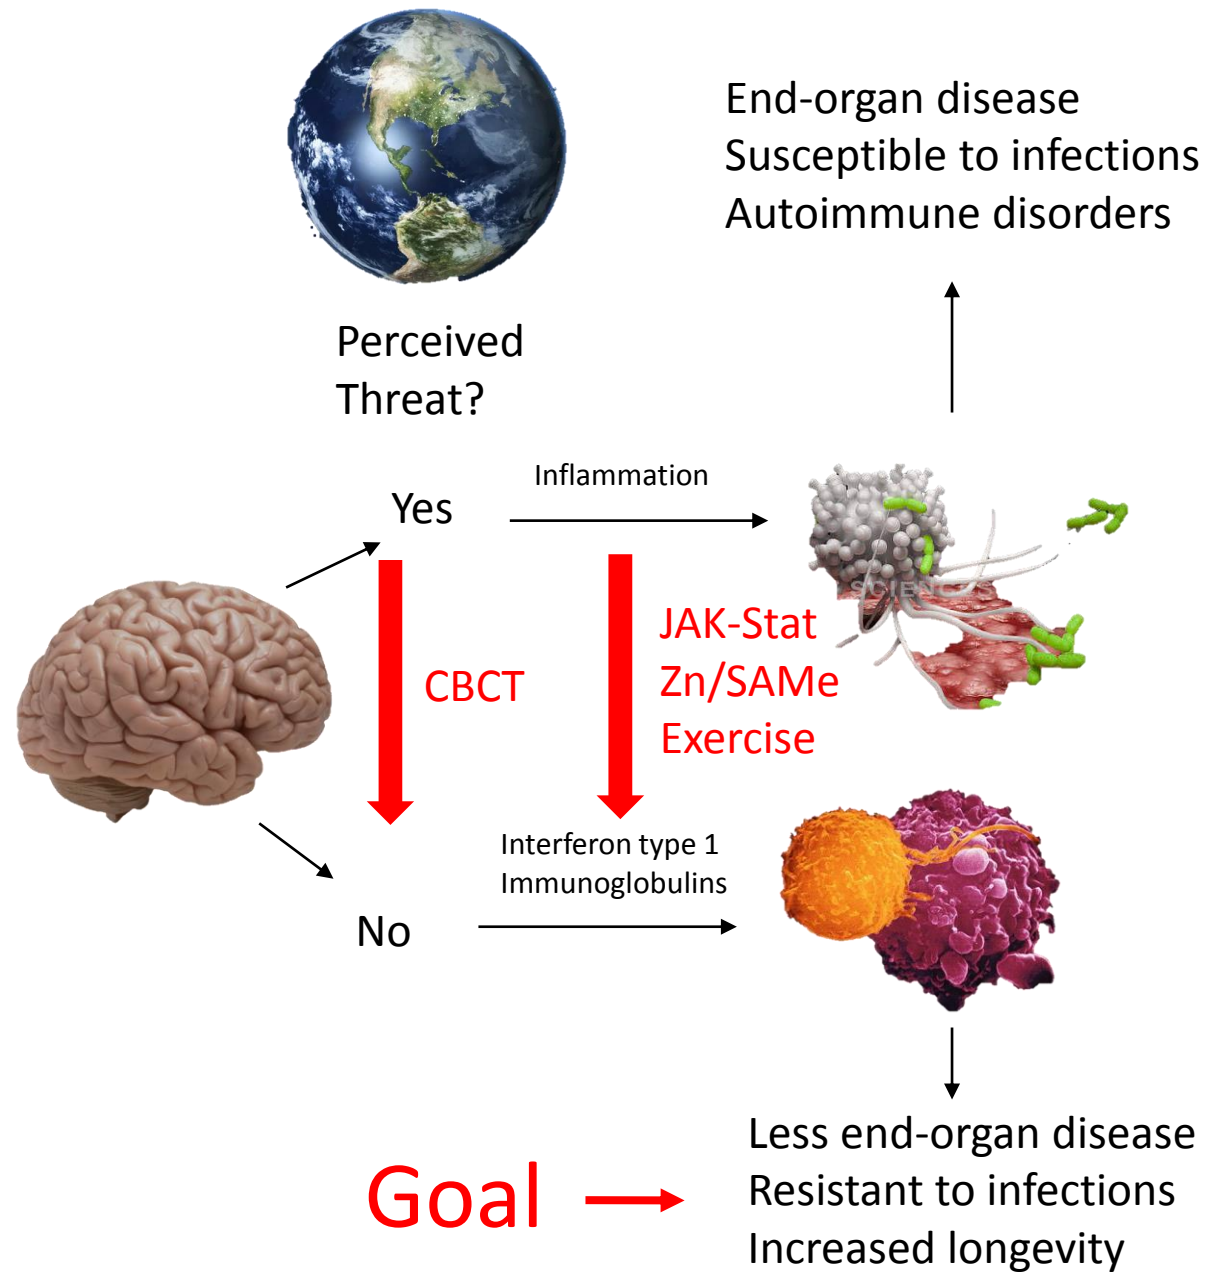 End-organ disease
Susceptible to infections
Autoimmune disorders
Perceived
Threat?
Yes
Inflammation
SCIENC
JAK-Stat
Zn/SAMe
Exercise
CBCT
Interferon type 1
Immunoglobulins
No
Less end-organ disease
Resistant to infections
Increased longevity
Goal